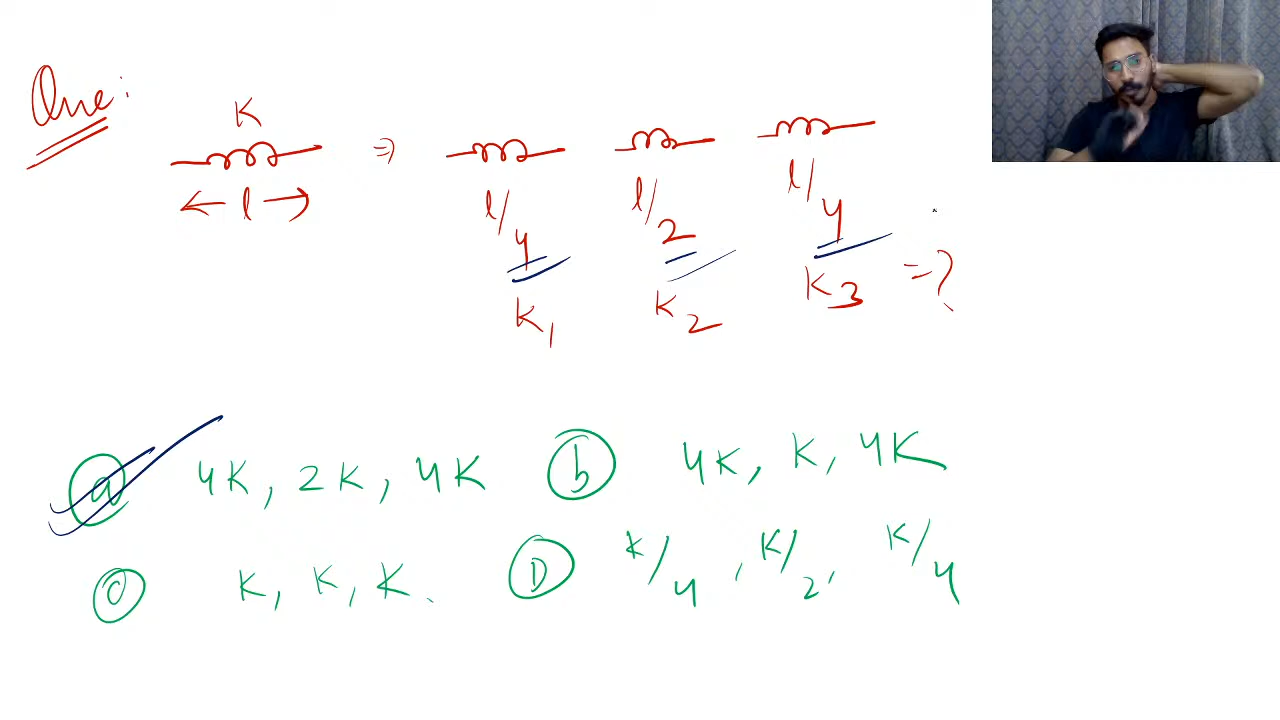 Que:
K ⇒
← l → l/4 l/2 l/4
K1 K2 K3 =?
a 4K, 2K, 4K b 4K, K, 4K
c K, K, K. D K/4, K/2, K/4